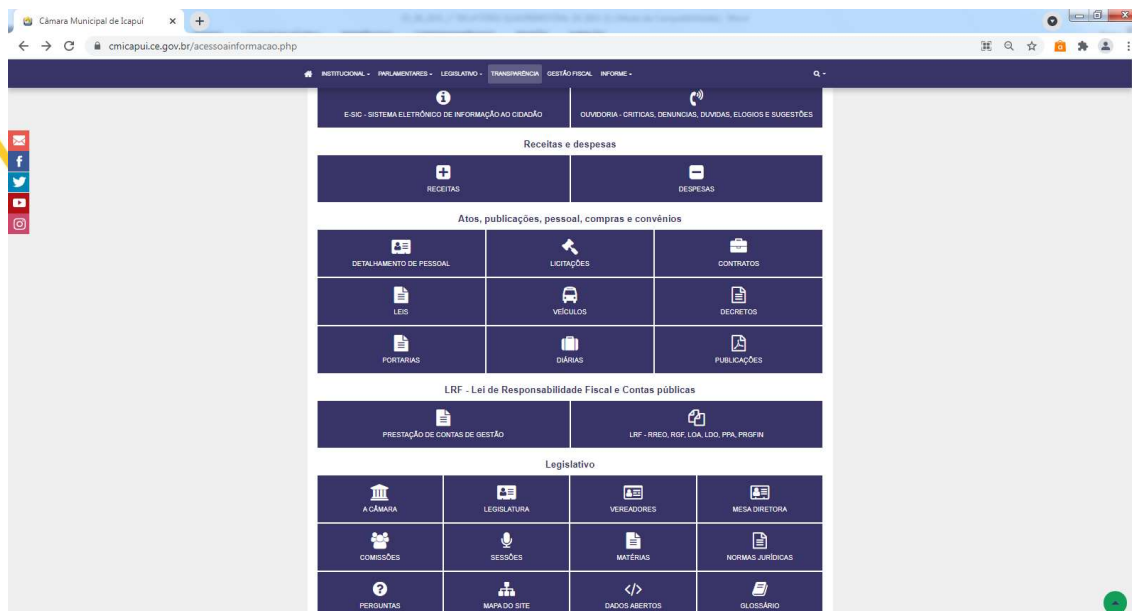 Câmara Municipal de Icapuí
cmicapui.ce.gov.br/acessoinformacao.php
INSTITUCIONAL PARLAMENTARES LEGISLATIVO TRANSPARÊNCIA GESTÃO FISCAL INFORME
E-SIC - SISTEMA ELETRÔNICO DE INFORMAÇÃO AO CIDADÃO
OUVIDORIA - CRITICAS, DENUNCIAS, DUVIDAS, ELOGIOS E SUGESTÕES
Receitas e despesas
RECEITAS
DESPESAS
Atos, publicações, pessoal, compras e convênios
DETALHAMENTO DE PESSOAL
LICITAÇÕES
CONTRATOS
LEIS
VEÍCULOS
DECRETOS
PORTARIAS
DIÁRIAS
PUBLICAÇÕES
LRF - Lei de Responsabilidade Fiscal e Contas públicas
PRESTAÇÃO DE CONTAS DE GESTÃO
LRF - RREO, RGF, LOA, LDO, PPA, PRGFIN
Legislativo
A CÂMARA
LEGISLATURA
VEREADORES
MESA DIRETORA
COMISSÕES
SESSÕES
MATÉRIAS
NORMAS JURÍDICAS
PERGUNTAS
MAPA DO SITE
DADOS ABERTOS
GLOSSÁRIO